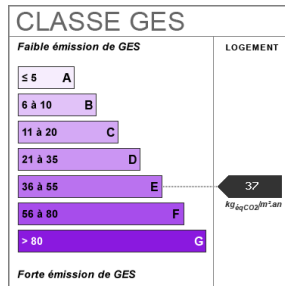 CLASSE GES
Faible émission de GES
LOGEMENT
≤ 5 A
6 à 10 B
11 à 20 C
21 à 35 D
36 à 55 E
37
kgéqCO2/m².an
56 à 80 F
> 80 G
Forte émission de GES